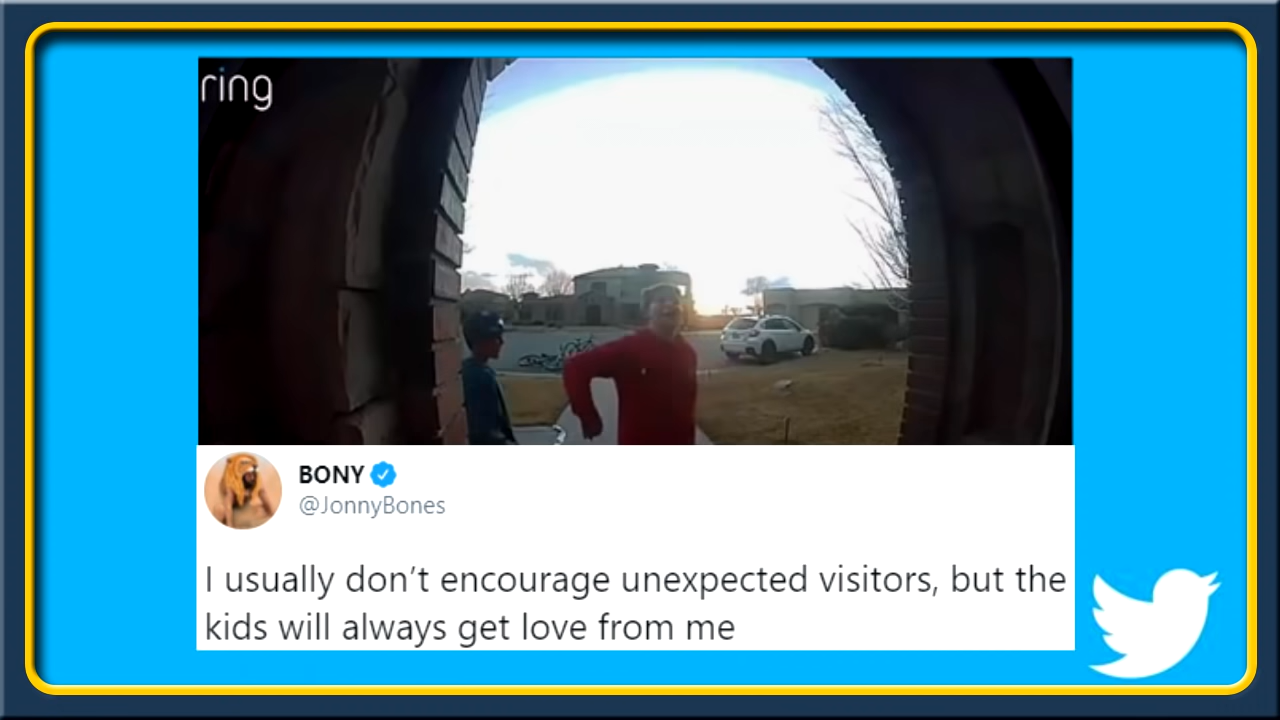 ring
BONY
@JonnyBones
I usually don’t encourage unexpected visitors, but the
kids will always get love from me